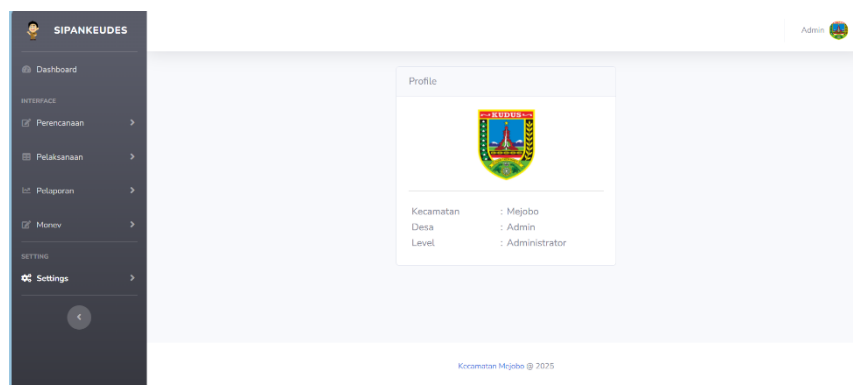 SIPANKEUDES
Admin
Dashboard
INTERFACE
Perencanaan
Pelaksanaan
Pelaporan
Monev
SETTING
Settings
Profile
KUDUS
Kecamatan : Mejobo
Desa : Admin
Level : Administrator
Kecamatan Mejobo @ 2025